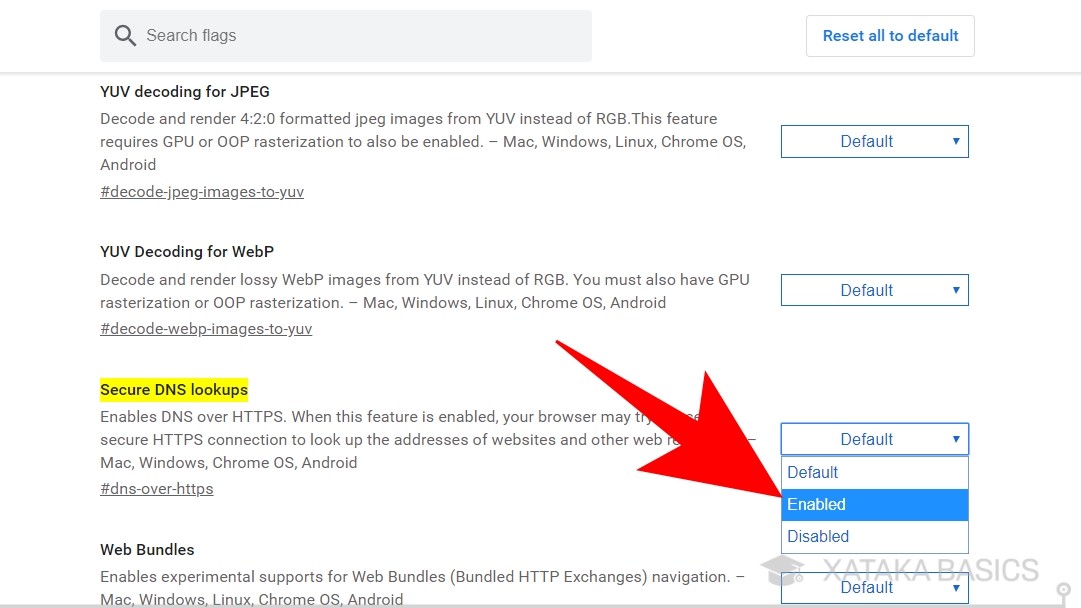 Search flags
Reset all to default
YUV decoding for JPEG
Decode and render 4:2:0 formatted jpeg images from YUV instead of RGB.This feature
requires GPU or OOP rasterization to also be enabled. – Mac, Windows, Linux, Chrome OS,
Android
#decode-jpeg-images-to-yuv
Default
YUV Decoding for WebP
Decode and render lossy WebP images from YUV instead of RGB. You must also have GPU
rasterization or OOP rasterization. – Mac, Windows, Linux, Chrome OS, Android
#decode-webp-images-to-yuv
Default
Secure DNS lookups
Enables DNS over HTTPS. When this feature is enabled, your browser may try
secure HTTPS connection to look up the addresses of websites and other web –
Mac, Windows, Chrome OS, Android
#dns-over-https
Default
Default
Enabled
Disabled
Web Bundles
Enables experimental supports for Web Bundles (Bundled HTTP Exchanges) navigation. –
Mac, Windows, Linux, Chrome OS, Android
Default
XATAKA BASICS